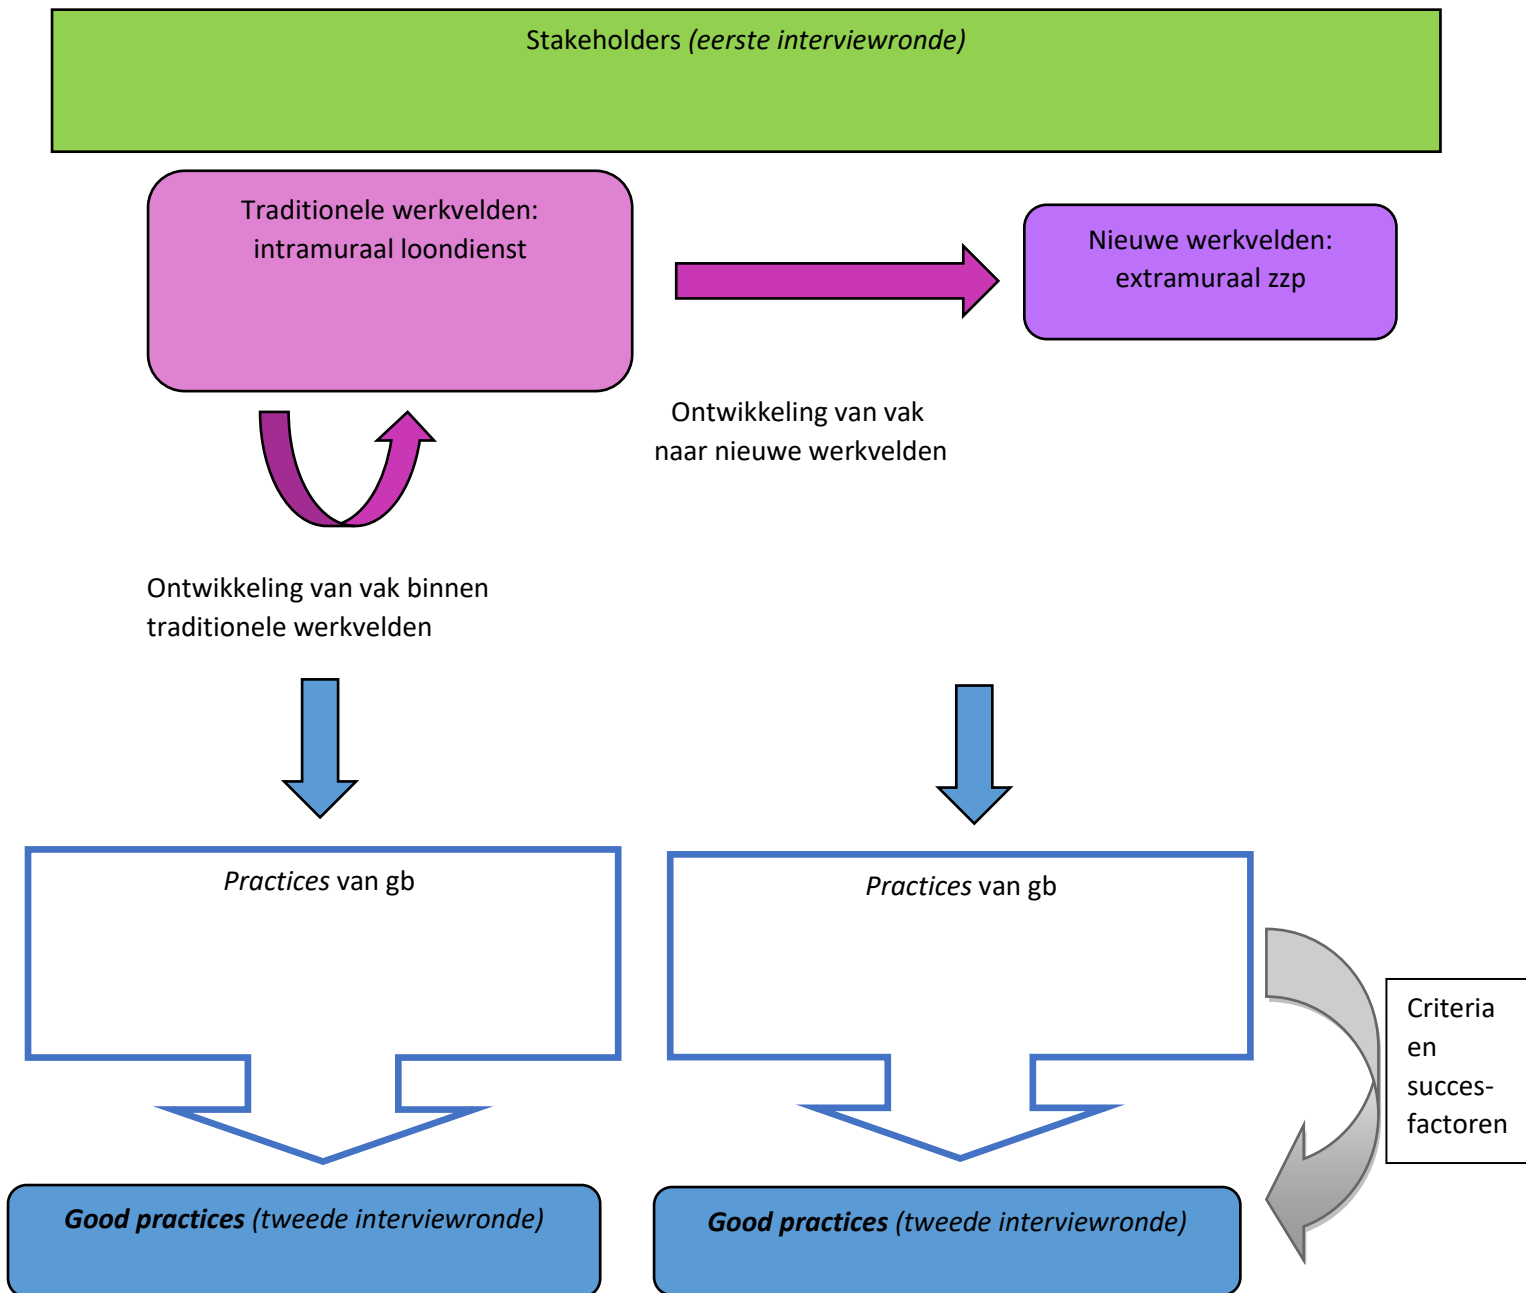 Stakeholders (eerste interviewronde)
Traditionele werkvelden:
intramuraal loondienst
Nieuwe werkvelden:
extramuraal zzp
Ontwikkeling van vak
naar nieuwe werkvelden
Ontwikkeling van vak binnen
traditionele werkvelden
Practices van gb
Practices van gb
Criteria
en
succes-
factoren
Good practices (tweede interviewronde)
Good practices (tweede interviewronde)